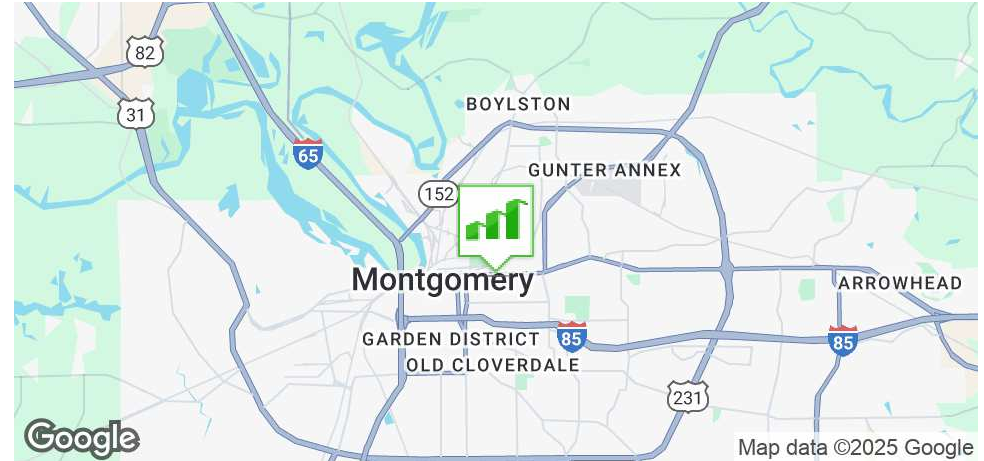 82
BOYLSTON
31
65
GUNTER ANNEX
152
Montgomery
ARROWHEAD
GARDEN DISTRICT
85
85
OLD CLOVERDALE
231
Google
Map data ©2025 Google